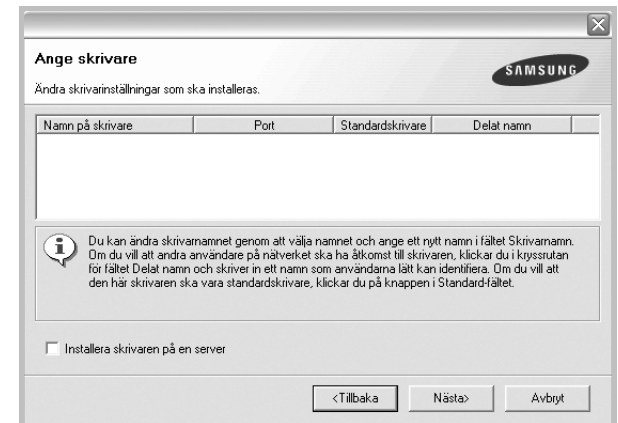 Ange skrivare
SAMSUNG
Ändra skrivarinställningar som ska installeras.
Namn på skrivare Port Standardskrivare Delat namn
Du kan ändra skrivarnamnet genom att välja namnet och ange ett nytt namn i fältet Skrivarnamn.
Om du vill att andra användare på nätverket ska ha åtkomst till skrivaren, klickar du i kryssrutan
för fältet Delat namn och skriver in ett namn som användarna lätt kan identifiera. Om du vill att
den här skrivaren ska vara standardskrivare, klickar du på knappen i Standard-fältet.
Installera skrivaren på en server
<Tillbaka Nästa> Avbryt